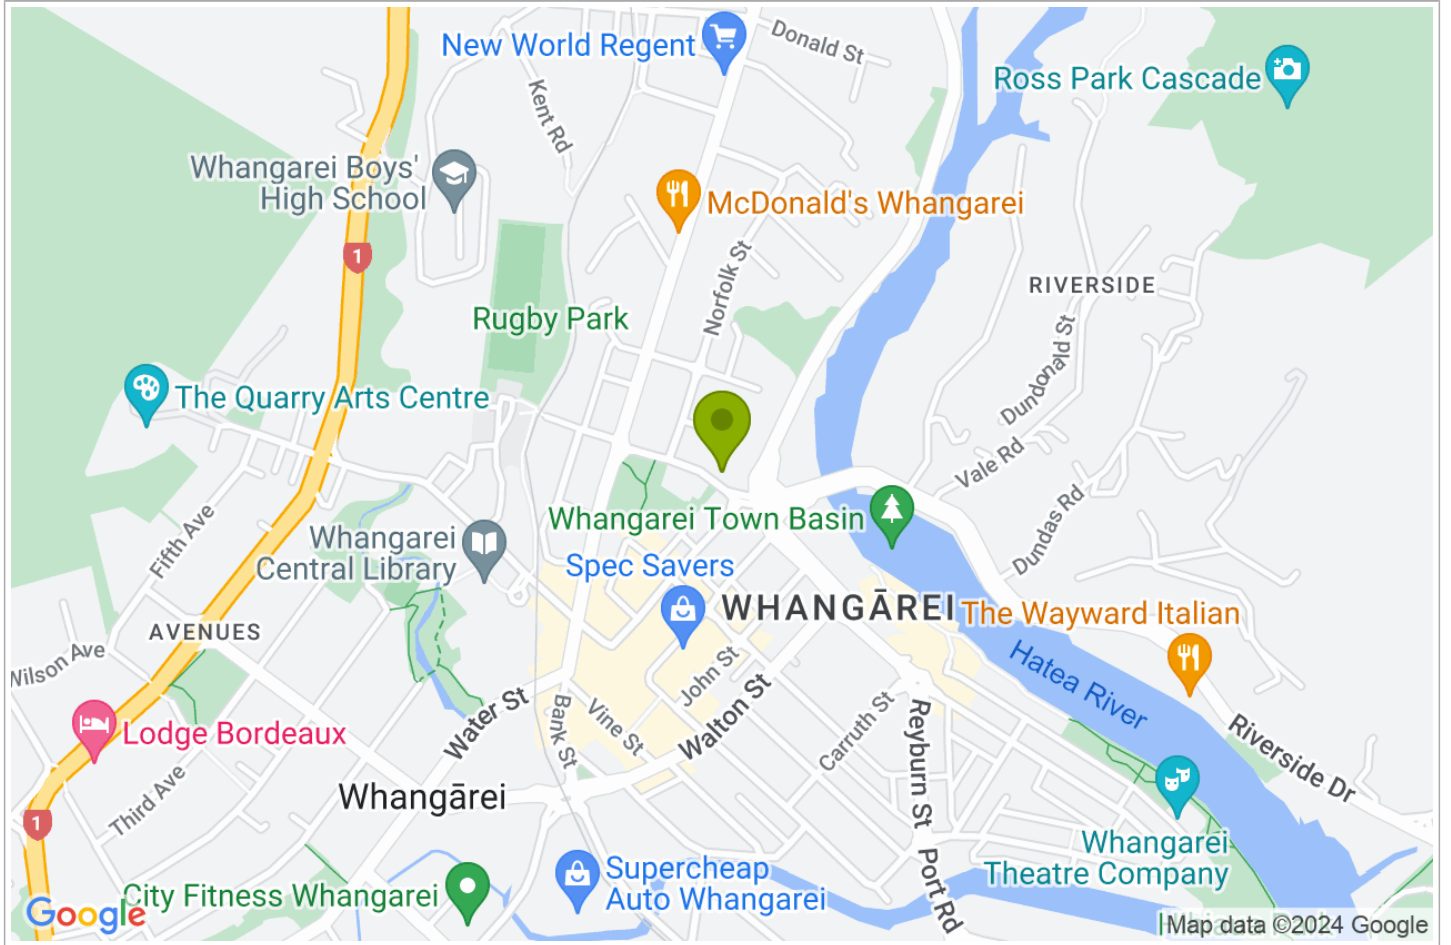 New World Regent
Donald St
Ross Park Cascade
Kent Rd
Whangarei Boys'
High School
McDonald's Whangarei
1
Norfolk St
RIVERSIDE
Rugby Park
Dundonald St
The Quarry Arts Centre
Vale Rd
Whangarei Town Basin
Dundas Rd
Fifth Ave
Whangarei
Central Library
Spec Savers
WHANGĀREI
The Wayward Italian
AVENUES
Wilson Ave
Hatea River
John St
Water St
Bank St
Vine St
Walton St
Carruth St
Reyburn St
Riverside Dr
Lodge Bordeaux
Third Ave
Whangārei
1
Whangarei
Theatre Company
Port Rd
Supercheap
Auto Whangarei
City Fitness Whangarei
Google
Map data ©2024 Google